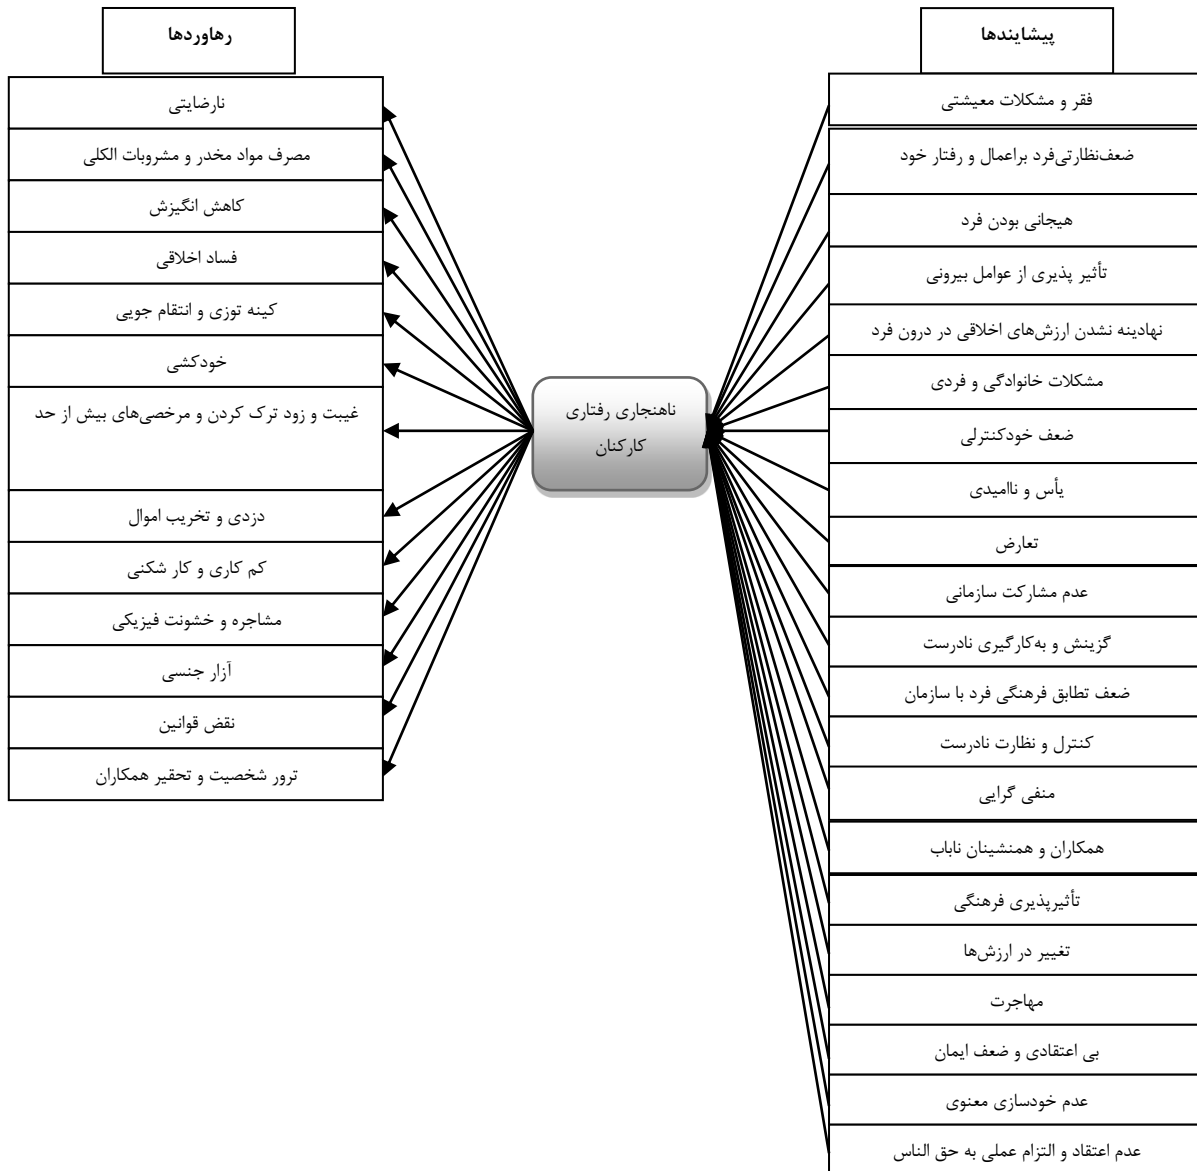 پیشایندها
فقر و مشکلات معیشتی
ضعف‌نظارتی‌فرد براعمال و رفتار خود
هیجانی بودن فرد
تأثیر پذیری از عوامل بیرونی
نهادینه نشدن ارزش‌های اخلاقی در درون فرد
مشکلات خانوادگی و فردی
ضعف خودکنترلی
یأس و ناامیدی
تعارض
عدم مشارکت سازمانی
گزینش و به‌کارگیری نادرست
ضعف تطابق فرهنگی فرد با سازمان
کنترل و نظارت نادرست
منفی گرایی
همکاران و همنشینان ناباب
تأثیرپذیری فرهنگی
تغییر در ارزش‌ها
مهاجرت
بی اعتقادی و ضعف ایمان
عدم خودسازی معنوی
عدم اعتقاد و التزام عملی به حق الناس
ناهنجاری رفتاری
کارکنان
رهاوردها
نارضایتی
مصرف مواد مخدر و مشروبات الکلی
کاهش انگیزش
فساد اخلاقی
کینه توزی و انتقام جویی
خودکشی
غیبت و زود ترک کردن و مرخصی‌های بیش از حد
دزدی و تخریب اموال
کم کاری و کار شکنی
مشاجره و خشونت فیزیکی
آزار جنسی
نقض قوانین
ترور شخصیت و تحقیر همکاران